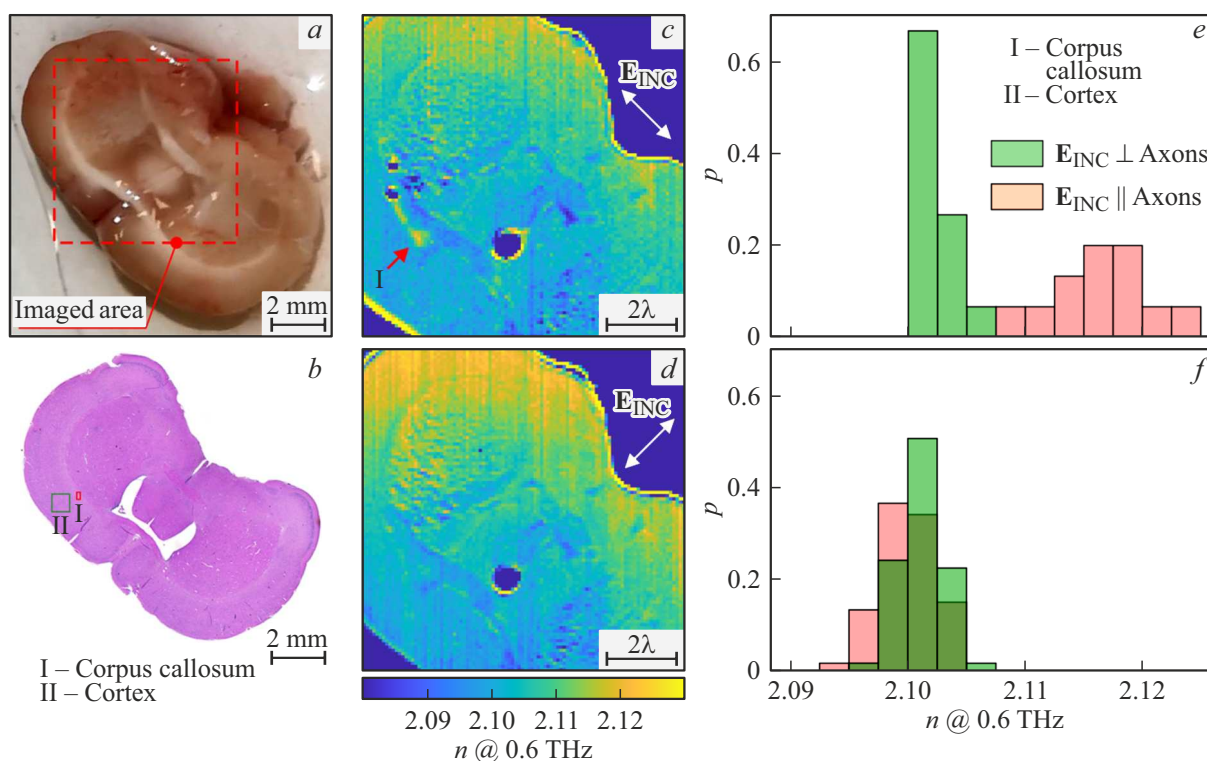 a
Imaged area
2 mm
b
II
I
2 mm
I – Corpus callosum
II – Cortex
c
E_INC
I
2λ
d
E_INC
2λ
2.09 2.10 2.11 2.12
n @ 0.6 THz
e
p
0.6
0.4
0.2
0
I – Corpus
callosum
II – Cortex
E_INC ⊥ Axons
E_INC || Axons
f
p
0.6
0.4
0.2
0
2.09 2.10 2.11 2.12
n @ 0.6 THz